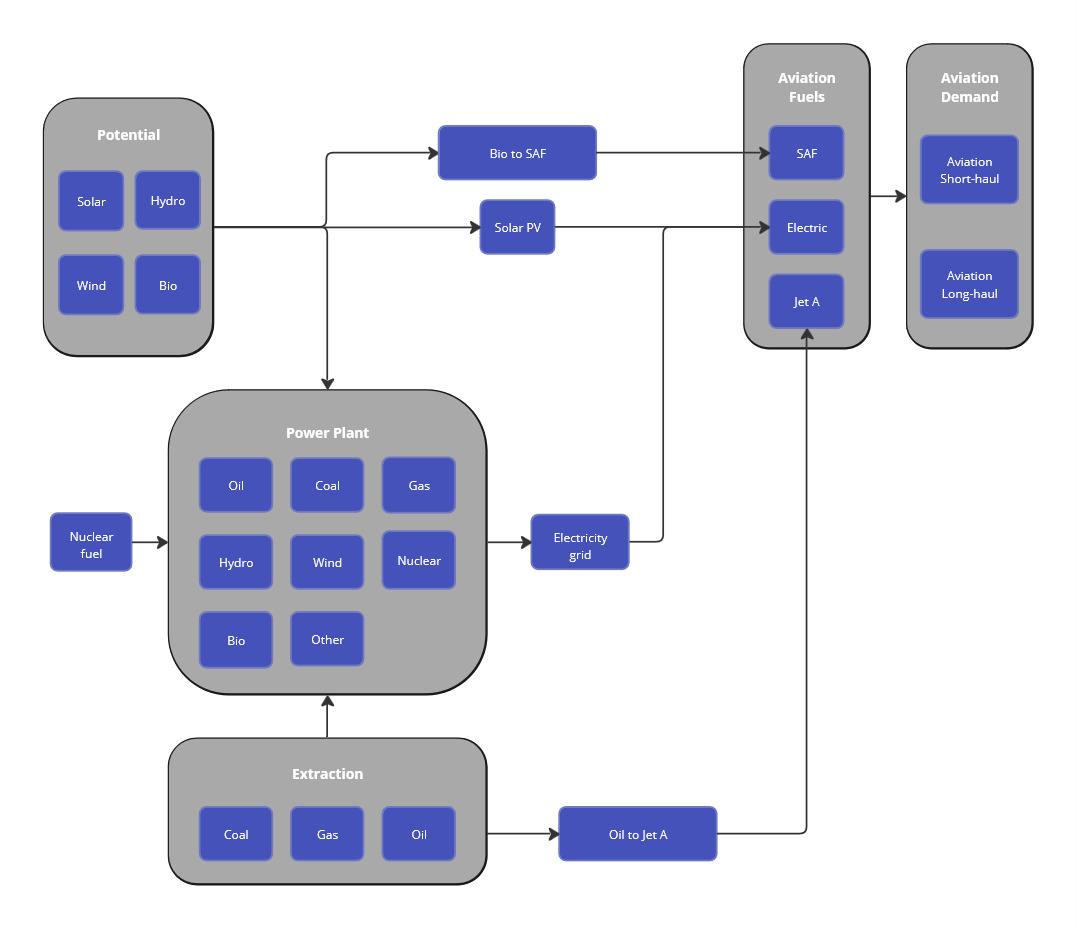 Aviation
Fuels
Aviation
Demand
Potential
Bio to SAF
SAF
Aviation
Short-haul
Solar
Hydro
Solar PV
Electric
Wind
Bio
Jet A
Aviation
Long-haul
Power Plant
Oil
Coal
Gas
Nuclear
fuel
Hydro
Wind
Nuclear
Electricity
grid
Bio
Other
Extraction
Coal
Gas
Oil
Oil to Jet A